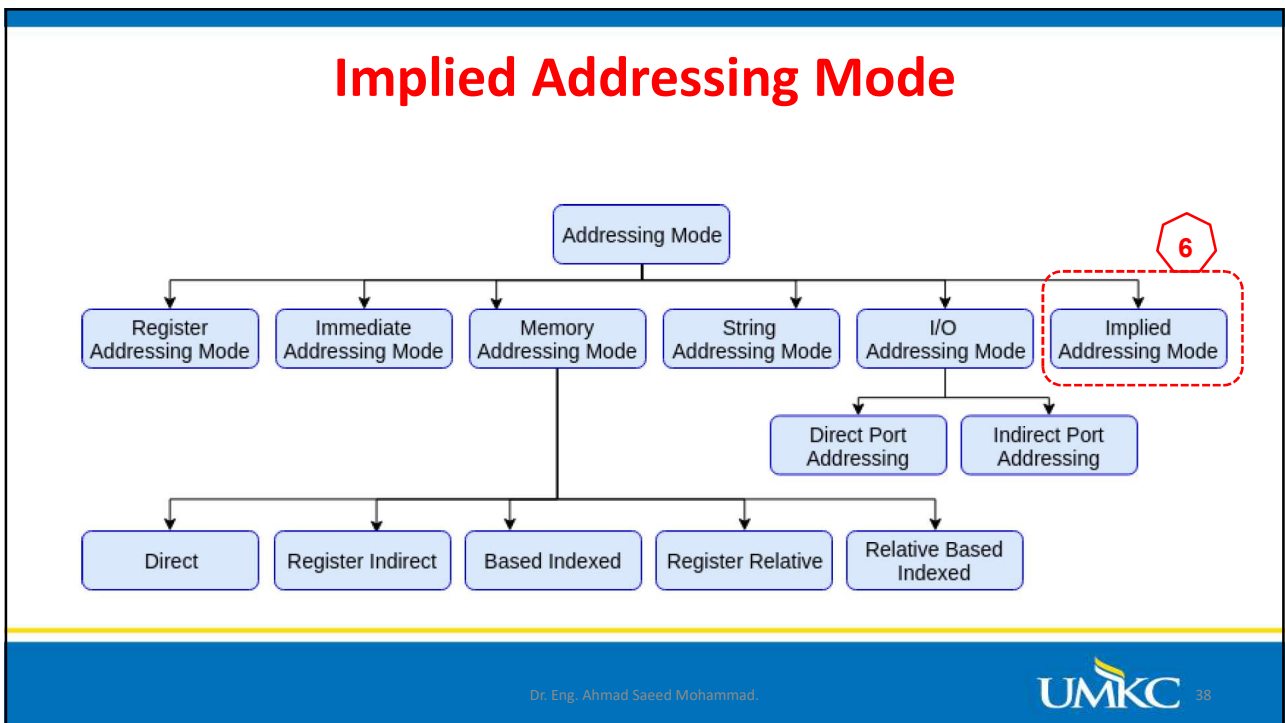 Implied Addressing Mode
Addressing Mode
6
Register
Addressing Mode
Immediate
Addressing Mode
Memory
Addressing Mode
String
Addressing Mode
I/O
Addressing Mode
Implied
Addressing Mode
Direct Port
Addressing
Indirect Port
Addressing
Direct
Register Indirect
Based Indexed
Register Relative
Relative Based
Indexed
Dr. Eng. Ahmad Saeed Mohammad.
UMKC
38